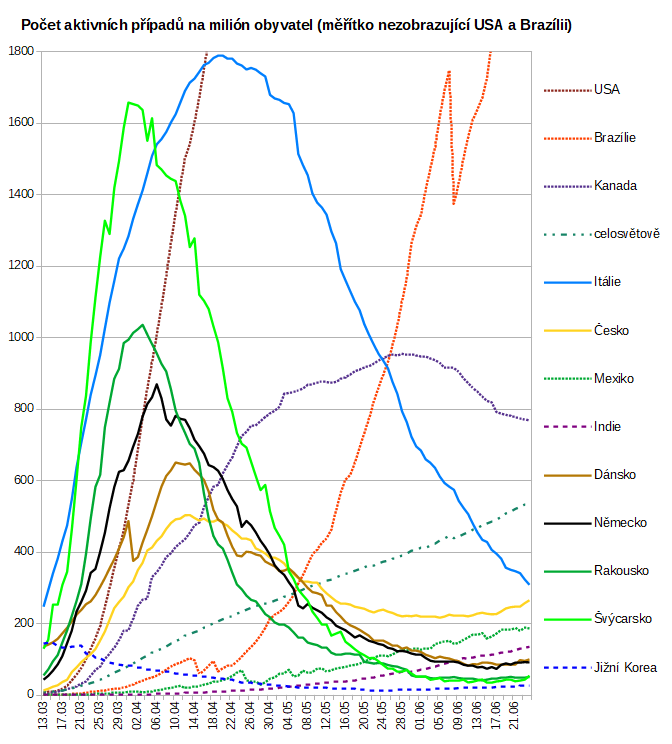 Počet aktivních případů na milión obyvatel (měřítko nezobrazující USA a Brazílii)
1800
1600
1400
1200
1000
800
600
400
200
0
13.03
17.03
21.03
25.03
29.03
02.04
06.04
10.04
14.04
18.04
22.04
26.04
30.04
04.05
08.05
12.05
16.05
20.05
24.05
28.05
01.06
05.06
09.06
13.06
17.06
21.06
USA
Brazílie
Kanada
celosvětově
Itálie
Česko
Mexiko
Indie
Dánsko
Německo
Rakousko
Švýcarsko
Jižní Korea